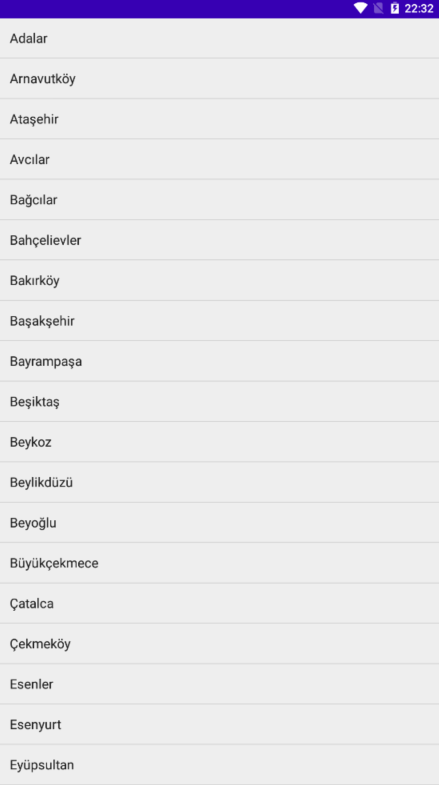 22:32
Adalar
Arnavutköy
Ataşehir
Avcılar
Bağcılar
Bahçelievler
Bakırköy
Başakşehir
Bayrampaşa
Beşiktaş
Beykoz
Beylikdüzü
Beyoğlu
Büyükçekmece
Çatalca
Çekmeköy
Esenler
Esenyurt
Eyüpsultan